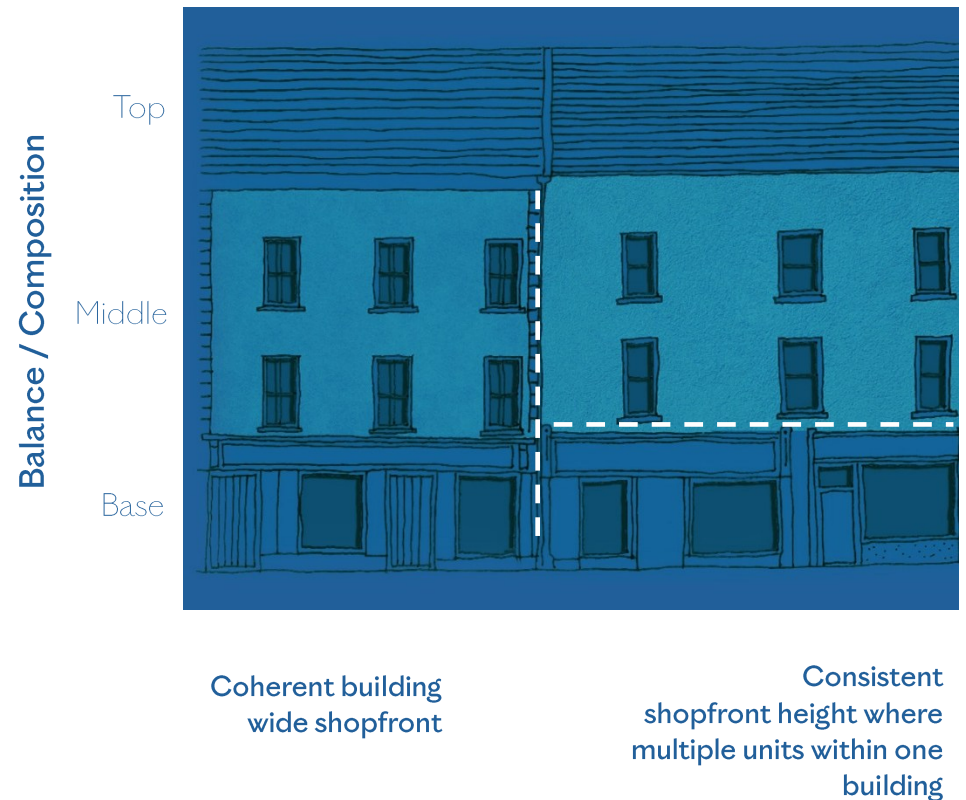 Balance / Composition
Top
Middle
Base
Coherent building
wide shopfront
Consistent
shopfront height where
multiple units within one
building